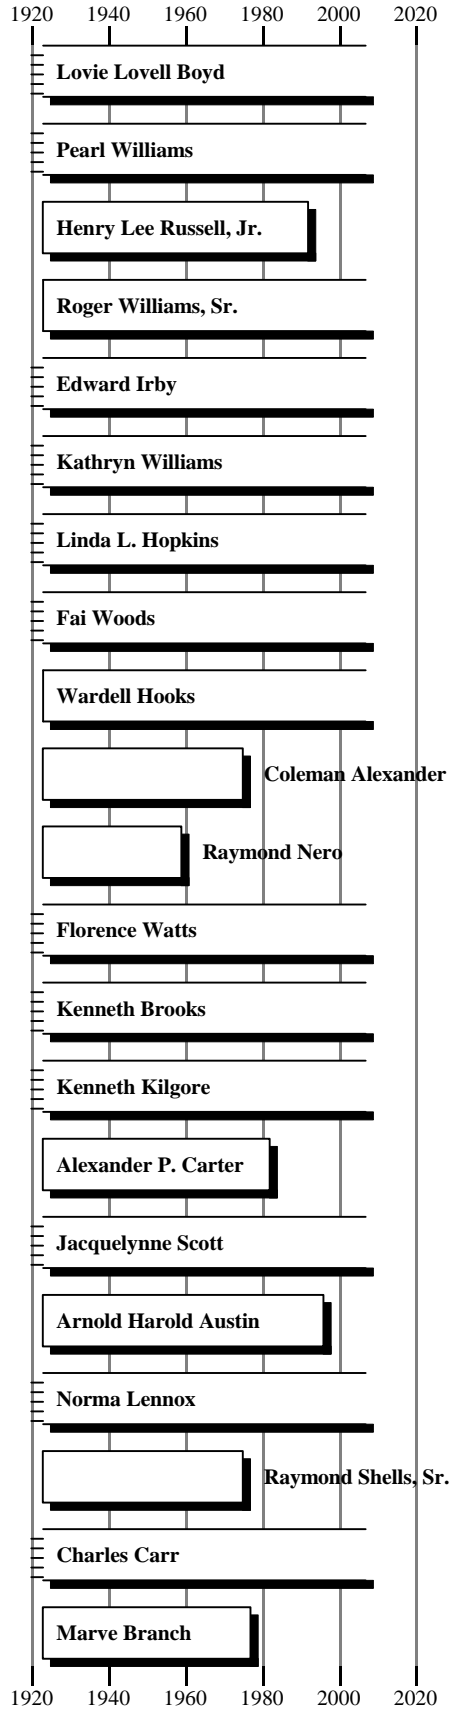 1920 1940 1960 1980 2000 2020
Lovie Lovell Boyd
Pearl Williams
Henry Lee Russell, Jr.
Roger Williams, Sr.
Edward Irby
Kathryn Williams
Linda L. Hopkins
Fai Woods
Wardell Hooks
Coleman Alexander
Raymond Nero
Florence Watts
Kenneth Brooks
Kenneth Kilgore
Alexander P. Carter
Jacquelynne Scott
Arnold Harold Austin
Norma Lennox
Raymond Shells, Sr.
Charles Carr
Marve Branch
1920 1940 1960 1980 2000 2020